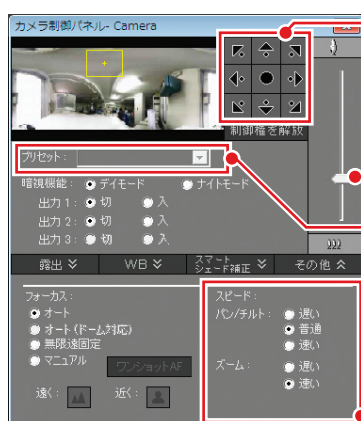 カメラ制御パネル- Camera
制御権を解放
プリセット:
暗視機能: デイモード ナイトモード
出力 1: 切 入
出力 2: 切 入
出力 3: 切 入
露出 WB スマートシェード補正 その他
フォーカス:
オート
オート(ドーム対応)
無限遠固定
マニュアル ワンショットAF
遠く: 近く:
スピード:
パン/チルト: 遅い
普通
速い
ズーム: 遅い
速い